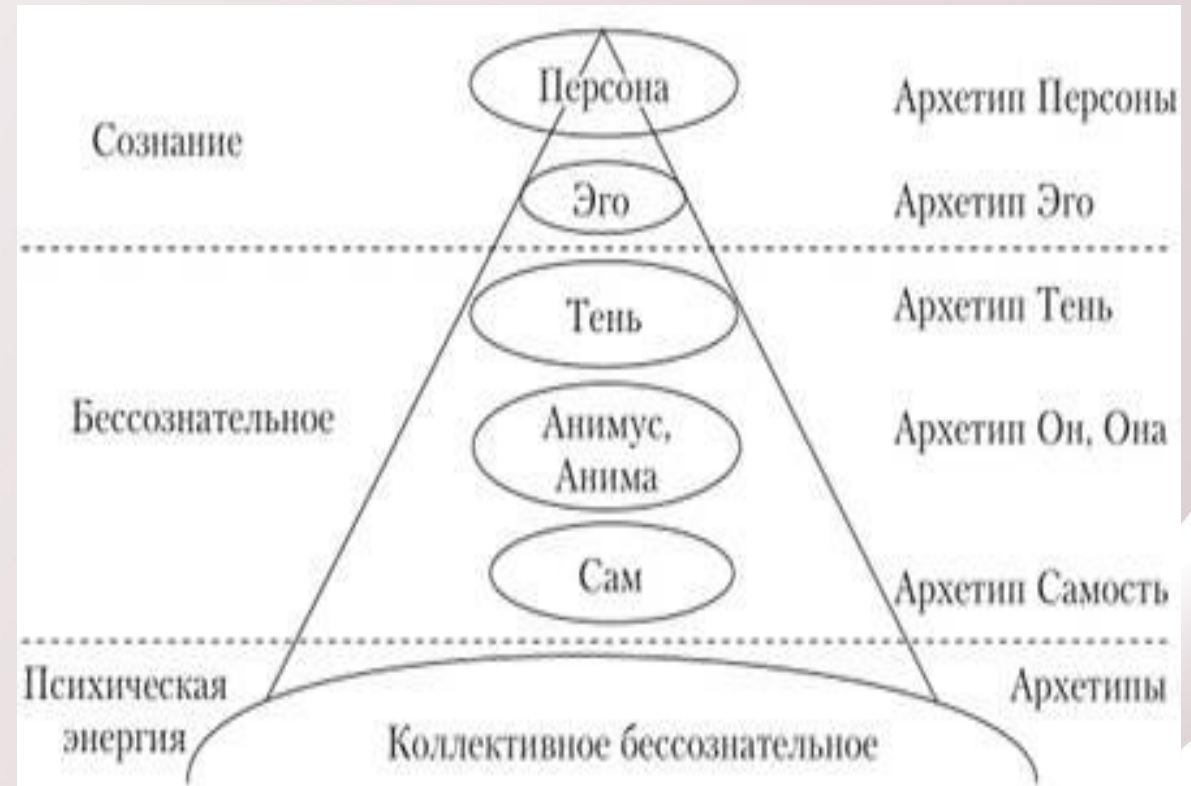 Персона
Архетип Персоны
Сознание
Эго
Архетип Эго
Тень
Архетип Тень
Бессознательное
Анимус,
Анима
Архетип Он, Она
Сам
Архетип Самость
Психическая
энергия
Архетипы
Коллективное бессознательное